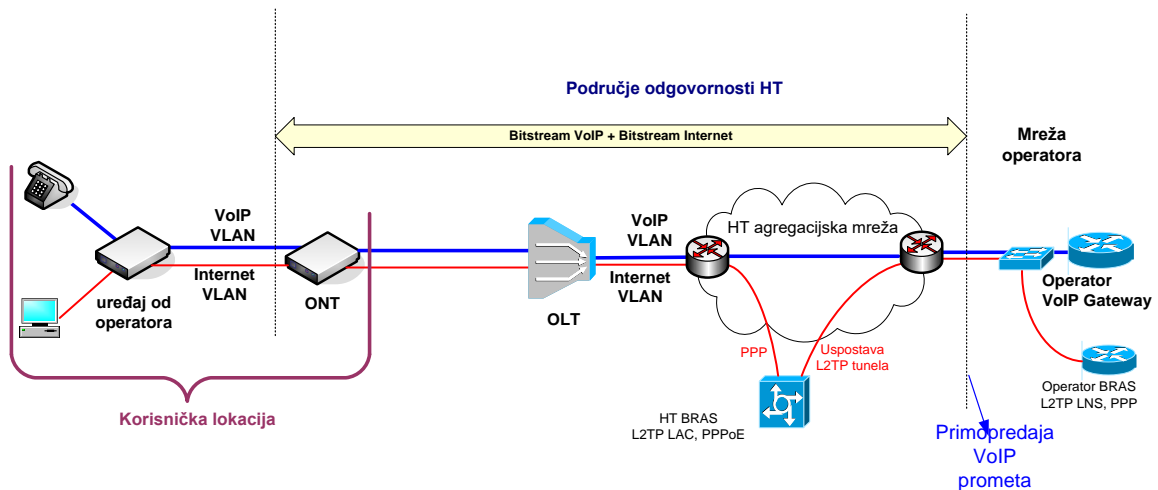 Područje odgovornosti HT
Bitstream VoIP + Bitstream Internet
Mreža
operatora
VoIP
VLAN
Internet
VLAN
uređaj od
operatora
ONT
Korisnička lokacija
OLT
VoIP
VLAN
Internet
VLAN
HT agregacijska mreža
PPP
Uspostava
L2TP tunela
HT BRAS
L2TP LAC, PPPoE
Operator
VoIP Gateway
Operator BRAS
L2TP LNS, PPP
Primopredaja
VoIP
prometa